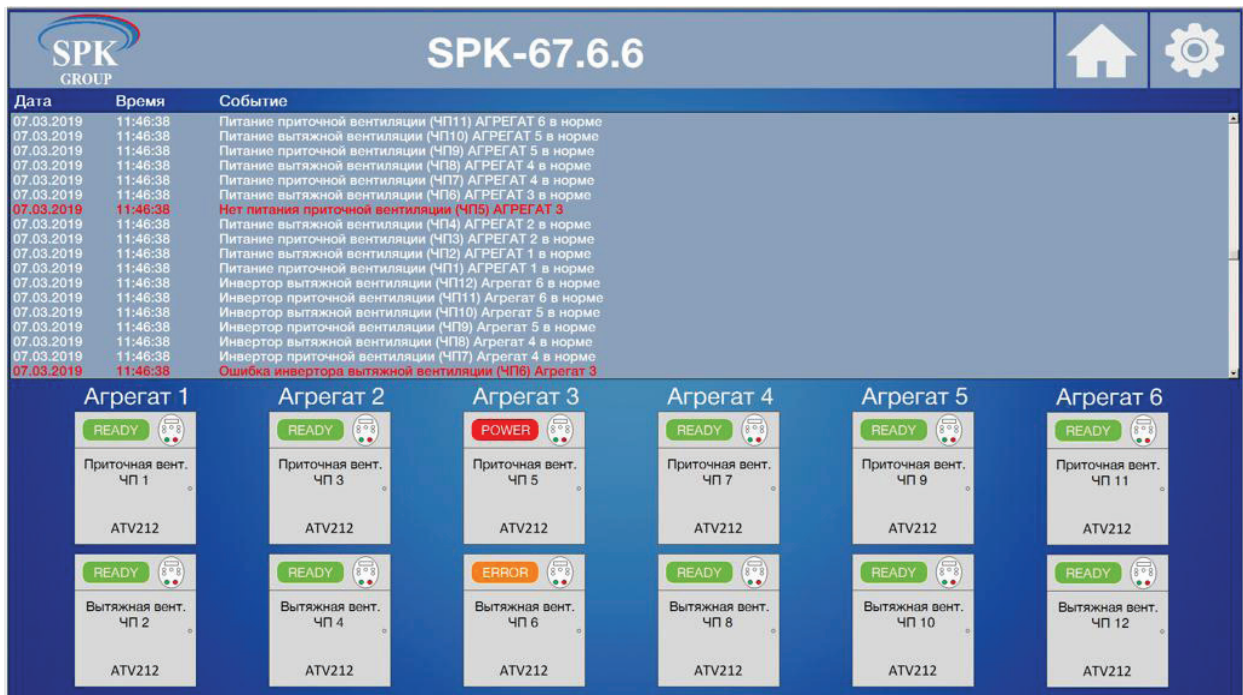 SPK
GROUP
SPK-67.6.6
Дата Время Событие
07.03.2019 11:46:38 Питание приточной вентиляции (ЧП11) АГРЕГАТ 6 в норме
07.03.2019 11:46:38 Питание вытяжной вентиляции (ЧП10) АГРЕГАТ 5 в норме
07.03.2019 11:46:38 Питание приточной вентиляции (ЧП9) АГРЕГАТ 5 в норме
07.03.2019 11:46:38 Питание вытяжной вентиляции (ЧП8) АГРЕГАТ 4 в норме
07.03.2019 11:46:38 Питание приточной вентиляции (ЧП7) АГРЕГАТ 4 в норме
07.03.2019 11:46:38 Питание вытяжной вентиляции (ЧП6) АГРЕГАТ 3 в норме
07.03.2019 11:46:38 Нет питания приточной вентиляции (ЧП5) АГРЕГАТ 3
07.03.2019 11:46:38 Питание вытяжной вентиляции (ЧП4) АГРЕГАТ 2 в норме
07.03.2019 11:46:38 Питание приточной вентиляции (ЧП3) АГРЕГАТ 2 в норме
07.03.2019 11:46:38 Питание вытяжной вентиляции (ЧП2) АГРЕГАТ 1 в норме
07.03.2019 11:46:38 Питание приточной вентиляции (ЧП1) АГРЕГАТ 1 в норме
07.03.2019 11:46:38 Инвертор вытяжной вентиляции (ЧП12) Агрегат 6 в норме
07.03.2019 11:46:38 Инвертор приточной вентиляции (ЧП11) Агрегат 6 в норме
07.03.2019 11:46:38 Инвертор вытяжной вентиляции (ЧП10) Агрегат 5 в норме
07.03.2019 11:46:38 Инвертор приточной вентиляции (ЧП9) Агрегат 5 в норме
07.03.2019 11:46:38 Инвертор вытяжной вентиляции (ЧП8) Агрегат 4 в норме
07.03.2019 11:46:38 Инвертор приточной вентиляции (ЧП7) Агрегат 4 в норме
07.03.2019 11:46:38 Ошибка инвертора вытяжной вентиляции (ЧП6) Агрегат 3
Агрегат 1 Агрегат 2 Агрегат 3 Агрегат 4 Агрегат 5 Агрегат 6
READY READY POWER READY READY READY
Приточная вент. Приточная вент. Приточная вент. Приточная вент. Приточная вент. Приточная вент.
ЧП 1 ЧП 3 ЧП 5 ЧП 7 ЧП 9 ЧП 11
ATV212 ATV212 ATV212 ATV212 ATV212 ATV212
READY READY ERROR READY READY READY
Вытяжная вент. Вытяжная вент. Вытяжная вент. Вытяжная вент. Вытяжная вент. Вытяжная вент.
ЧП 2 ЧП 4 ЧП 6 ЧП 8 ЧП 10 ЧП 12
ATV212 ATV212 ATV212 ATV212 ATV212 ATV212